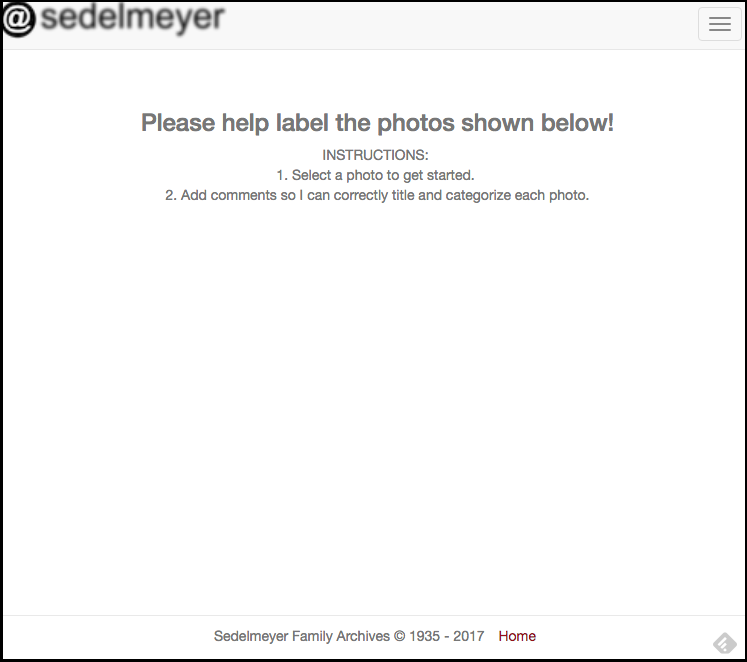 @sedelmeyer
Please help label the photos shown below!
INSTRUCTIONS:
1. Select a photo to get started.
2. Add comments so I can correctly title and categorize each photo.
Sedelmeyer Family Archives © 1935 - 2017 Home